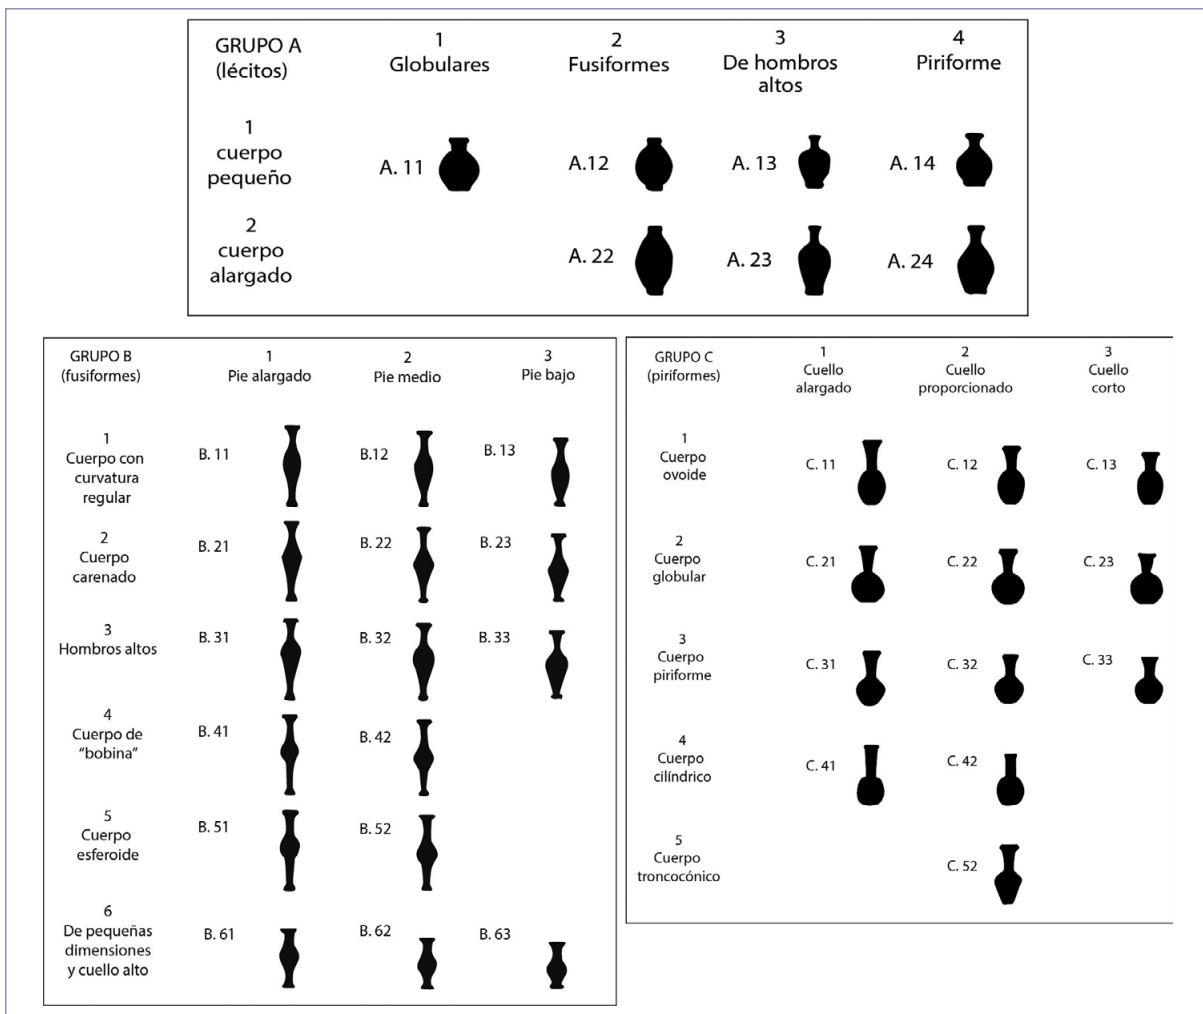 GRUPO A
(lécitos)
1
Globulares
2
Fusiformes
3
De hombros
altos
4
Piriforme
1
cuerpo
pequeño
A. 11
A.12
A. 13
A. 14
2
cuerpo
alargado
A. 22
A. 23
A. 24
GRUPO B
(fusiformes)
1
Pie alargado
2
Pie medio
3
Pie bajo
1
Cuerpo con
curvatura
regular
B. 11
B.12
B. 13
2
Cuerpo
carenado
B. 21
B. 22
B. 23
3
Hombros altos
B. 31
B. 32
B. 33
4
Cuerpo de
“bobina”
B. 41
B. 42
5
Cuerpo
esferoide
B. 51
B. 52
6
De pequeñas
dimensiones
y cuello alto
B. 61
B. 62
B. 63
GRUPO C
(piriformes)
1
Cuello
alargado
2
Cuello
proporcionado
3
Cuello
corto
1
Cuerpo
ovoide
C. 11
C. 12
C. 13
2
Cuerpo
globular
C. 21
C. 22
C. 23
3
Cuerpo
piriforme
C. 31
C. 32
C. 33
4
Cuerpo
cilíndrico
C. 41
C. 42
5
Cuerpo
troncocónico
C. 52